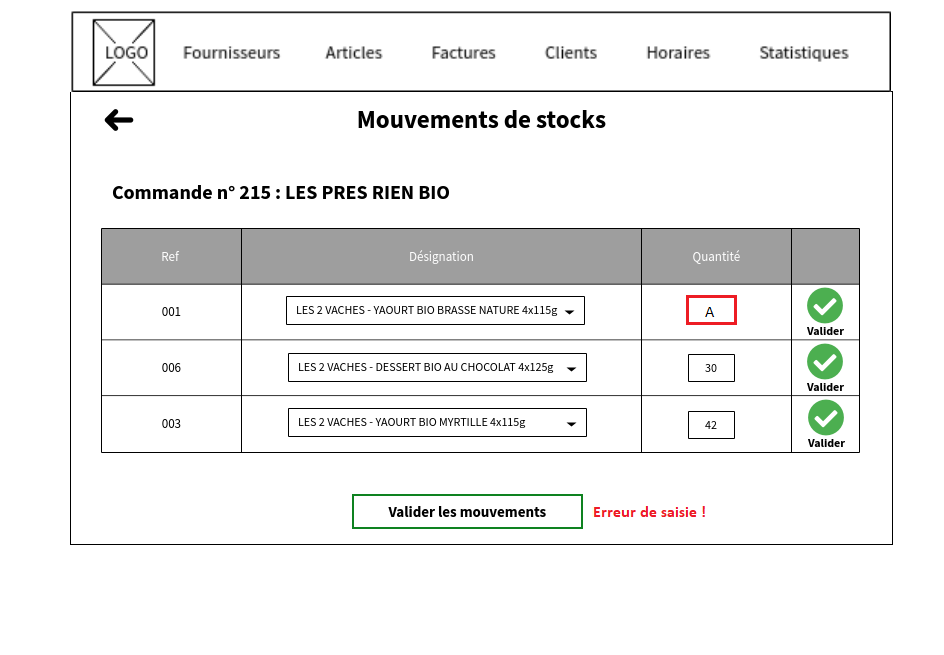 LOGO Fournisseurs Articles Factures Clients Horaires Statistiques
Mouvements de stocks
Commande n° 215 : LES PRES RIEN BIO
Ref Désignation Quantité
001 LES 2 VACHES - YAOURT BIO BRASSE NATURE 4x115g A
Valider
006 LES 2 VACHES - DESSERT BIO AU CHOCOLAT 4x125g 30
Valider
003 LES 2 VACHES - YAOURT BIO MYRTILLE 4x115g 42
Valider
Valider les mouvements Erreur de saisie !